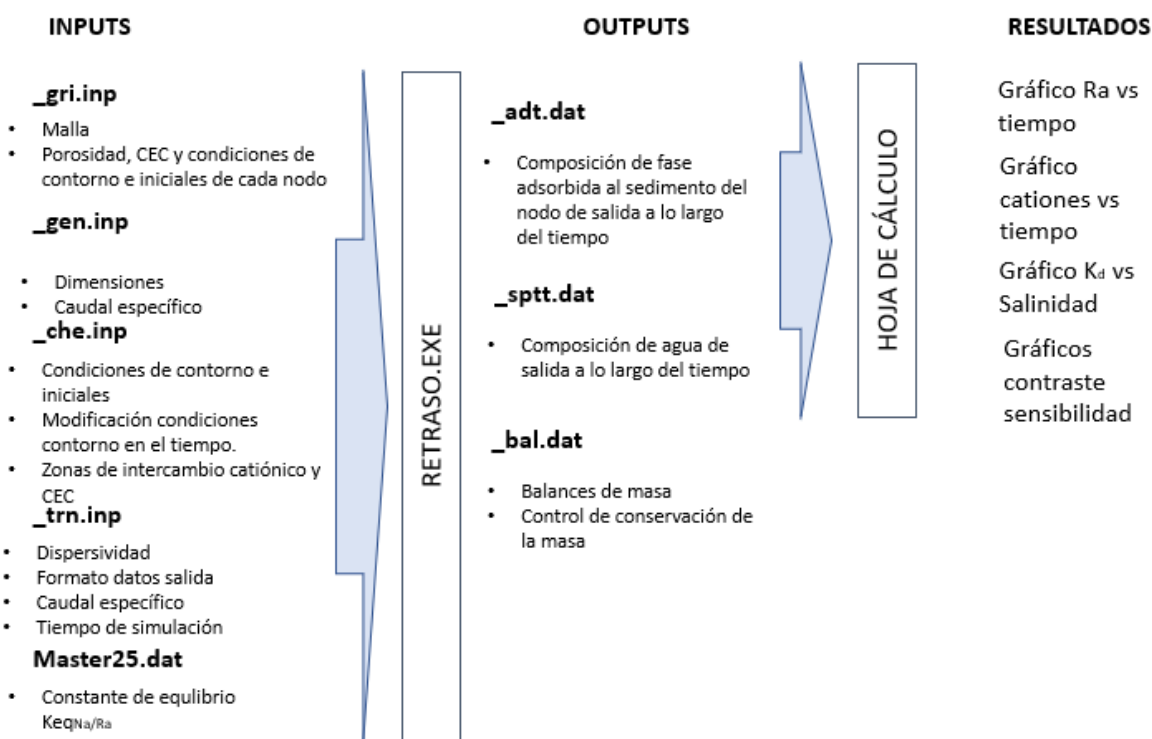 INPUTS
_gri.inp
• Malla
• Porosidad, CEC y condiciones de
contorno e iniciales de cada nodo
_gen.inp
• Dimensiones
• Caudal específico
_che.inp
• Condiciones de contorno e
iniciales
• Modificación condiciones
contorno en el tiempo.
• Zonas de intercambio catiónico y
CEC
_trn.inp
• Dispersividad
• Formato datos salida
• Caudal específico
• Tiempo de simulación
Master25.dat
• Constante de equlibrio
KeqNa/Ra
RETRASO.EXE
OUTPUTS
_adt.dat
• Composición de fase
adsorbida al sedimento del
nodo de salida a lo largo
del tiempo
_sptt.dat
• Composición de agua de
salida a lo largo del tiempo
_bal.dat
• Balances de masa
• Control de conservación de
la masa
HOJA DE CÁLCULO
RESULTADOS
Gráfico Ra vs
tiempo
Gráfico
cationes vs
tiempo
Gráfico Kd vs
Salinidad
Gráficos
contraste
sensibilidad